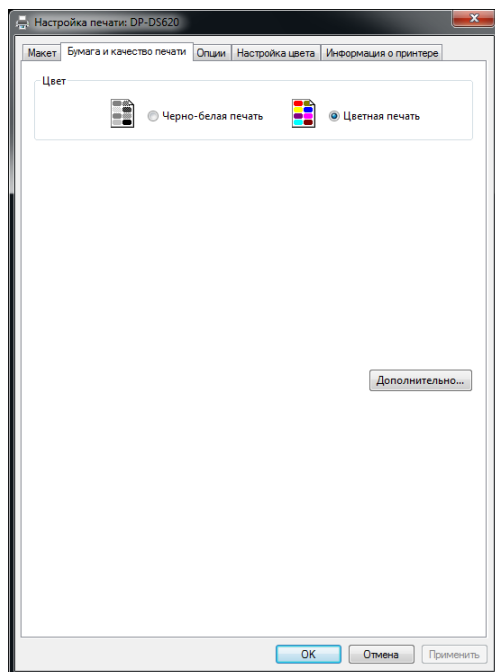 Настройка печати: DP-DS620
Макет Бумага и качество печати Опции Настройка цвета Информация о принтере
Цвет
Черно-белая печать Цветная печать
Дополнительно...
OK Отмена Применить